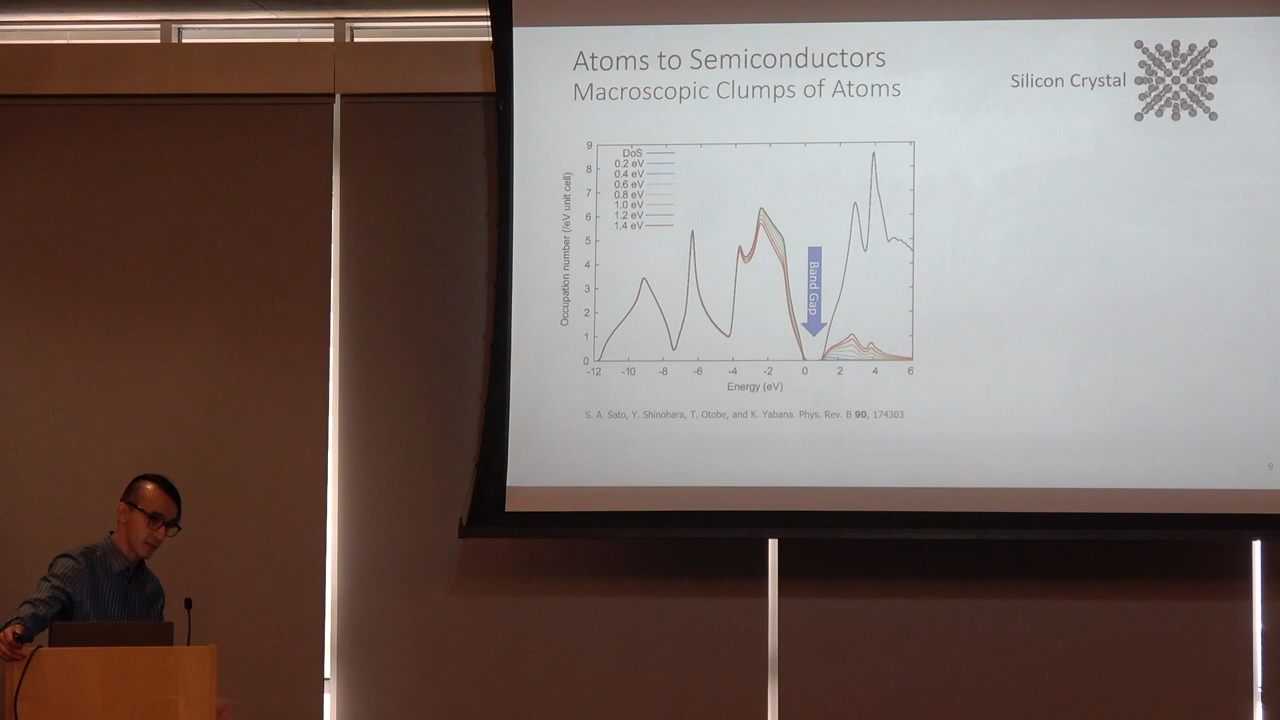 Atoms to Semiconductors
Macroscopic Clumps of Atoms
Silicon Crystal
9
8
7
6
5
4
3
2
1
0
Occupation number (/eV unit cell)
DoS
0.2 eV
0.4 eV
0.6 eV
0.8 eV
1.0 eV
1.2 eV
1.4 eV
Band Gap
-12 -10 -8 -6 -4 -2 0 2 4 6
Energy (eV)
S. A. Sato, Y. Shinohara, T. Otobe, and K. Yabana. Phys. Rev. B 90, 174303
9